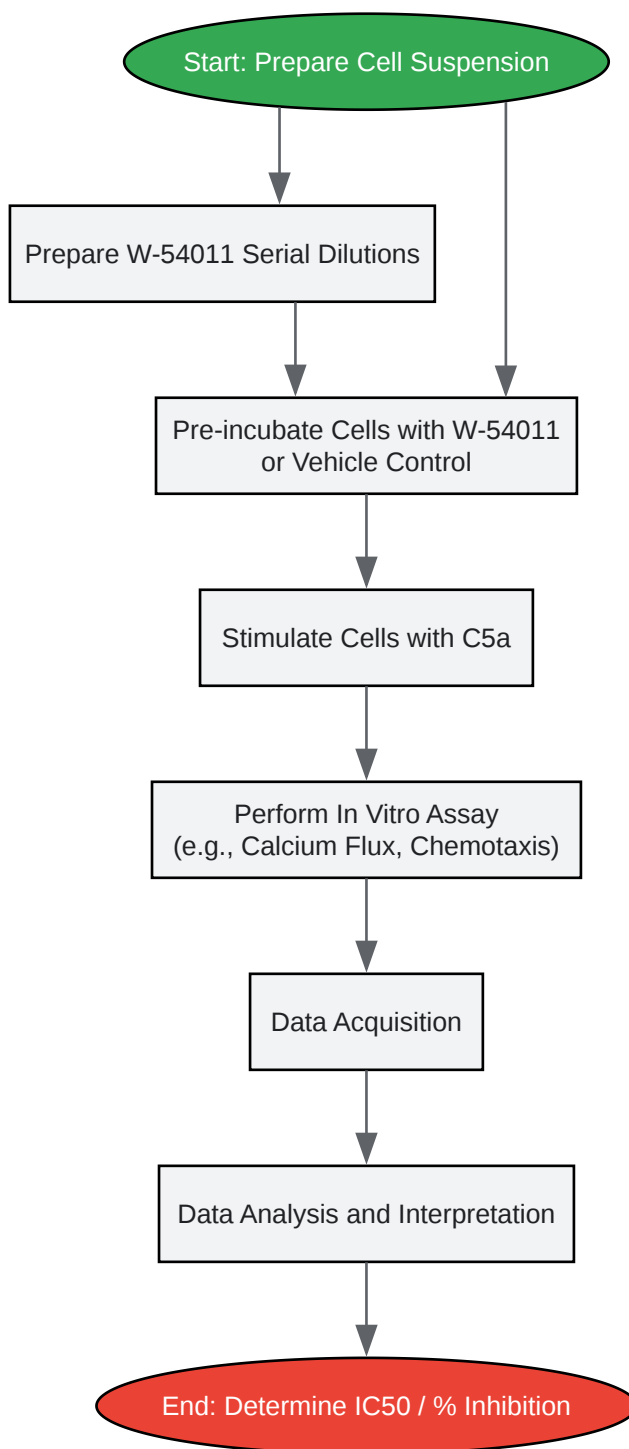 Start: Prepare Cell Suspension
Prepare W-54011 Serial Dilutions
Pre-incubate Cells with W-54011
or Vehicle Control
Stimulate Cells with C5a
Perform In Vitro Assay
(e.g., Calcium Flux, Chemotaxis)
Data Acquisition
Data Analysis and Interpretation
End: Determine IC50 / % Inhibition